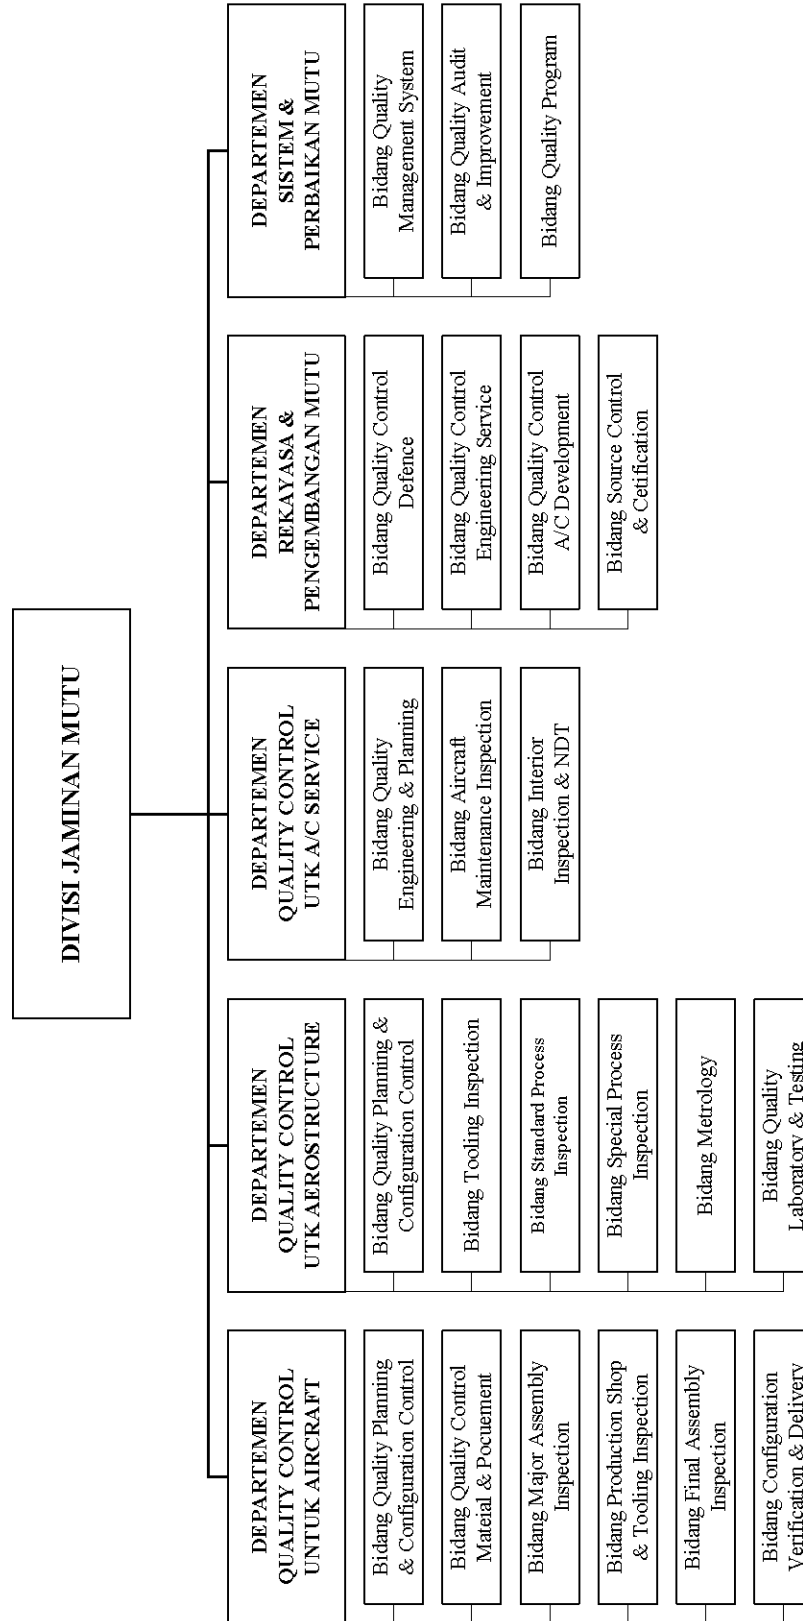 DIVISI JAMINAN MUTU
DEPARTEMEN
QUALITY CONTROL
UNTUK AIRCRAFT
Bidang Quality Planning
& Configuration Control
Bidang Quality Control
Mateial & Pocuement
Bidang Major Assembly
Inspection
Bidang Production Shop
& Tooling Inspection
Bidang Final Assembly
Inspection
Bidang Configuration
Verification & Delivery
DEPARTEMEN
QUALITY CONTROL
UTK AEROSTRUCTURE
Bidang Quality Planning &
Configuration Control
Bidang Tooling Inspection
Bidang Standard Process
Inspection
Bidang Special Process
Inspection
Bidang Metrology
Bidang Quality
Laboratory & Testing
DEPARTEMEN
QUALITY CONTROL
UTK A/C SERVICE
Bidang Quality
Engineering & Planning
Bidang Aircraft
Maintenance Inspection
Bidang Interior
Inspection & NDT
DEPARTEMEN
REKAYASA &
PENGEMBANGAN MUTU
Bidang Quality Control
Defence
Bidang Quality Control
Engineering Service
Bidang Quality Control
A/C Development
Bidang Source Control
& Cetification
DEPARTEMEN
SISTEM &
PERBAIKAN MUTU
Bidang Quality
Management System
Bidang Quality Audit
& Improvement
Bidang Quality Program